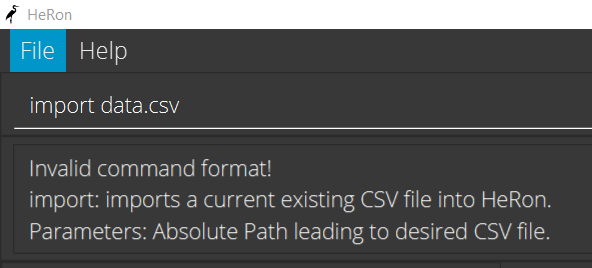 HeRon
File Help
import data.csv
Invalid command format!
import: imports a current existing CSV file into HeRon.
Parameters: Absolute Path leading to desired CSV file.